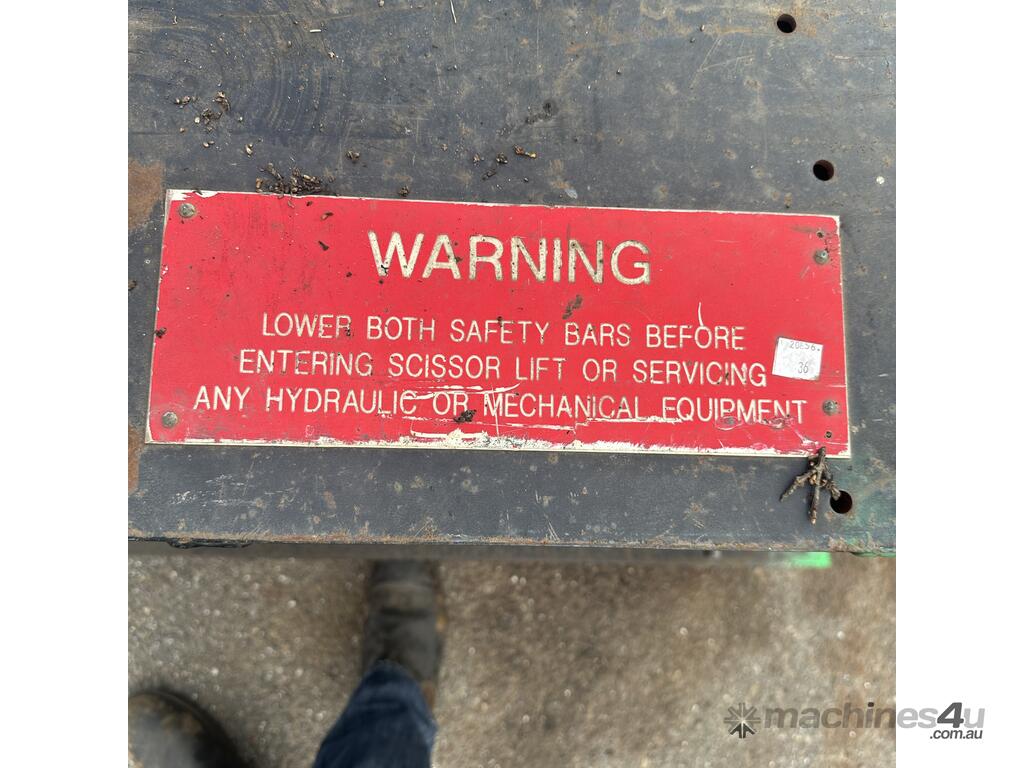 WARNING
LOWER BOTH SAFETY BARS BEFORE
ENTERING SCISSOR LIFT OR SERVICING
ANY HYDRAULIC OR MECHANICAL EQUIPMENT
36
machines4u
.com.au